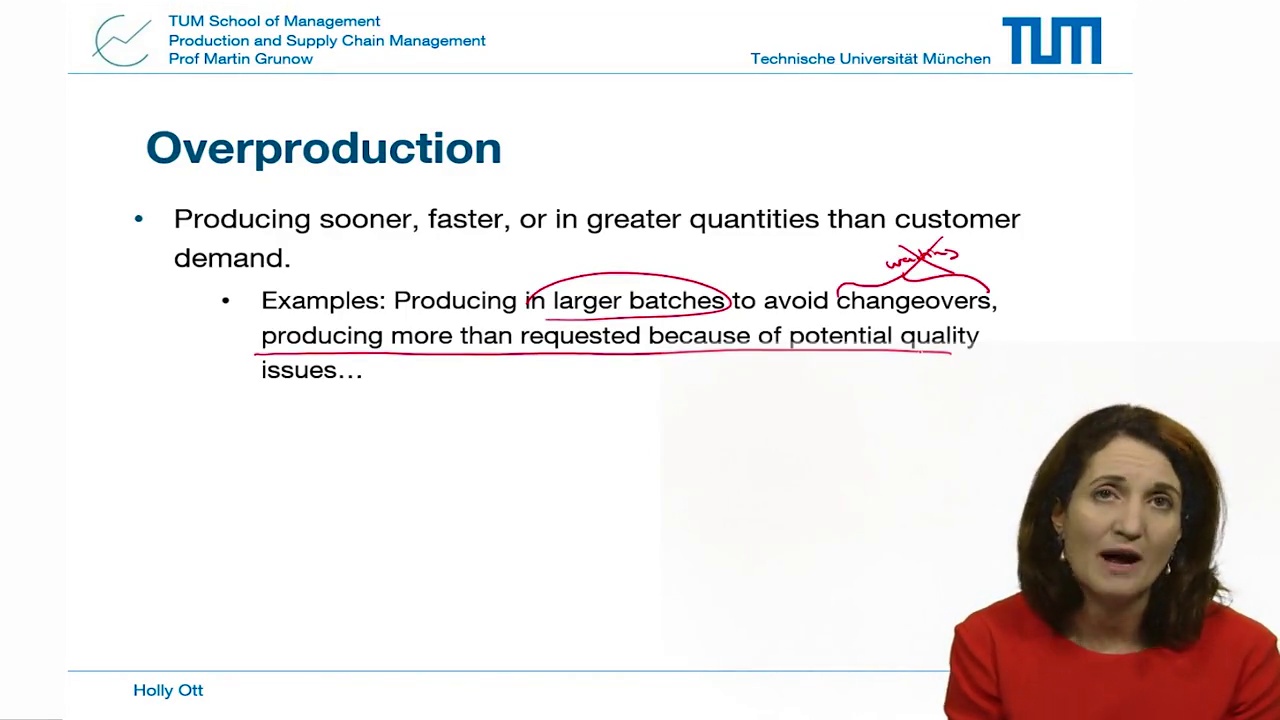 TUM School of Management
Production and Supply Chain Management
Prof Martin Grunow
Technische Universität München
TUM
Overproduction
• Producing sooner, faster, or in greater quantities than customer
demand.
waiting
• Examples: Producing in larger batches to avoid changeovers,
producing more than requested because of potential quality
issues…
Holly Ott